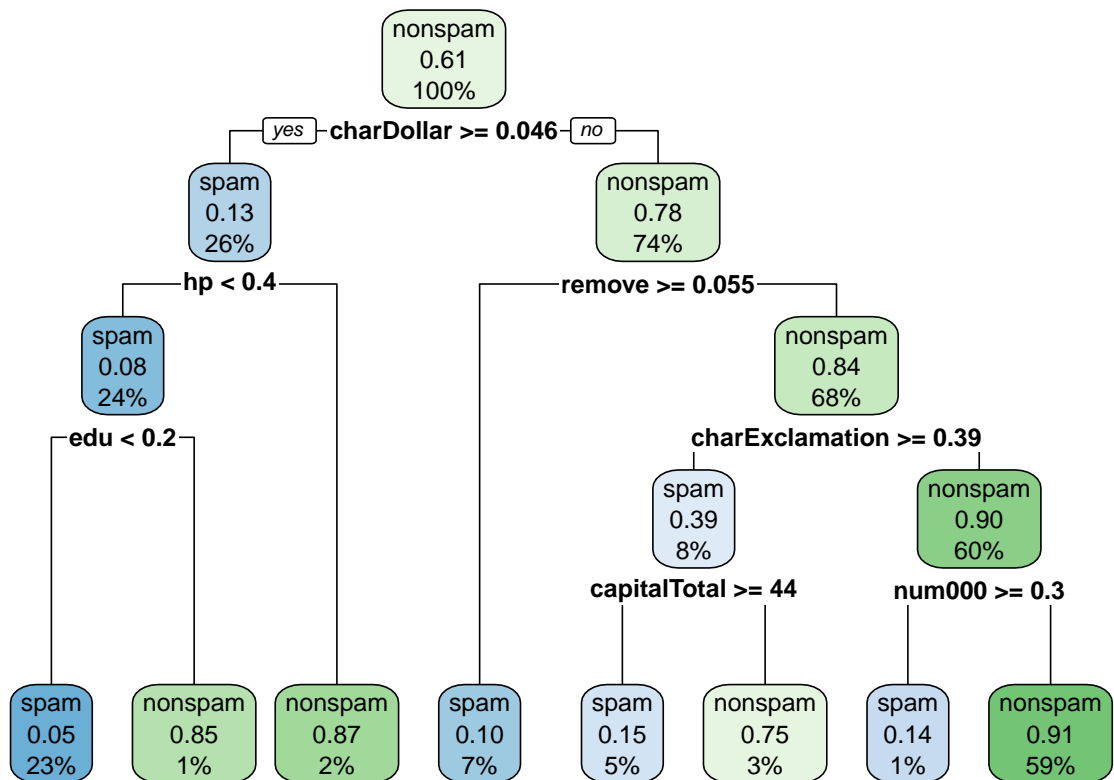 nonspam
0.61
100%
yes charDollar >= 0.046 no
spam
0.13
26%
nonspam
0.78
74%
hp < 0.4
remove >= 0.055
spam
0.08
24%
nonspam
0.84
68%
edu < 0.2
charExclamation >= 0.39
spam
0.39
8%
nonspam
0.90
60%
capitalTotal >= 44
num000 >= 0.3
spam
0.05
23%
nonspam
0.85
1%
nonspam
0.87
2%
spam
0.10
7%
spam
0.15
5%
nonspam
0.75
3%
spam
0.14
1%
nonspam
0.91
59%